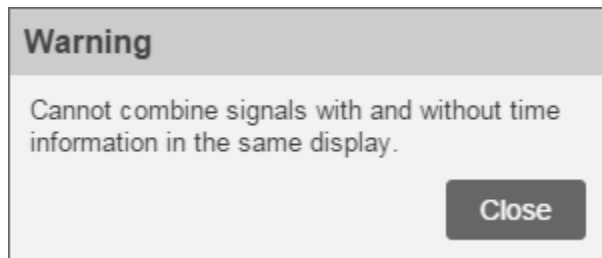 Warning
Cannot combine signals with and without time
information in the same display.
Close